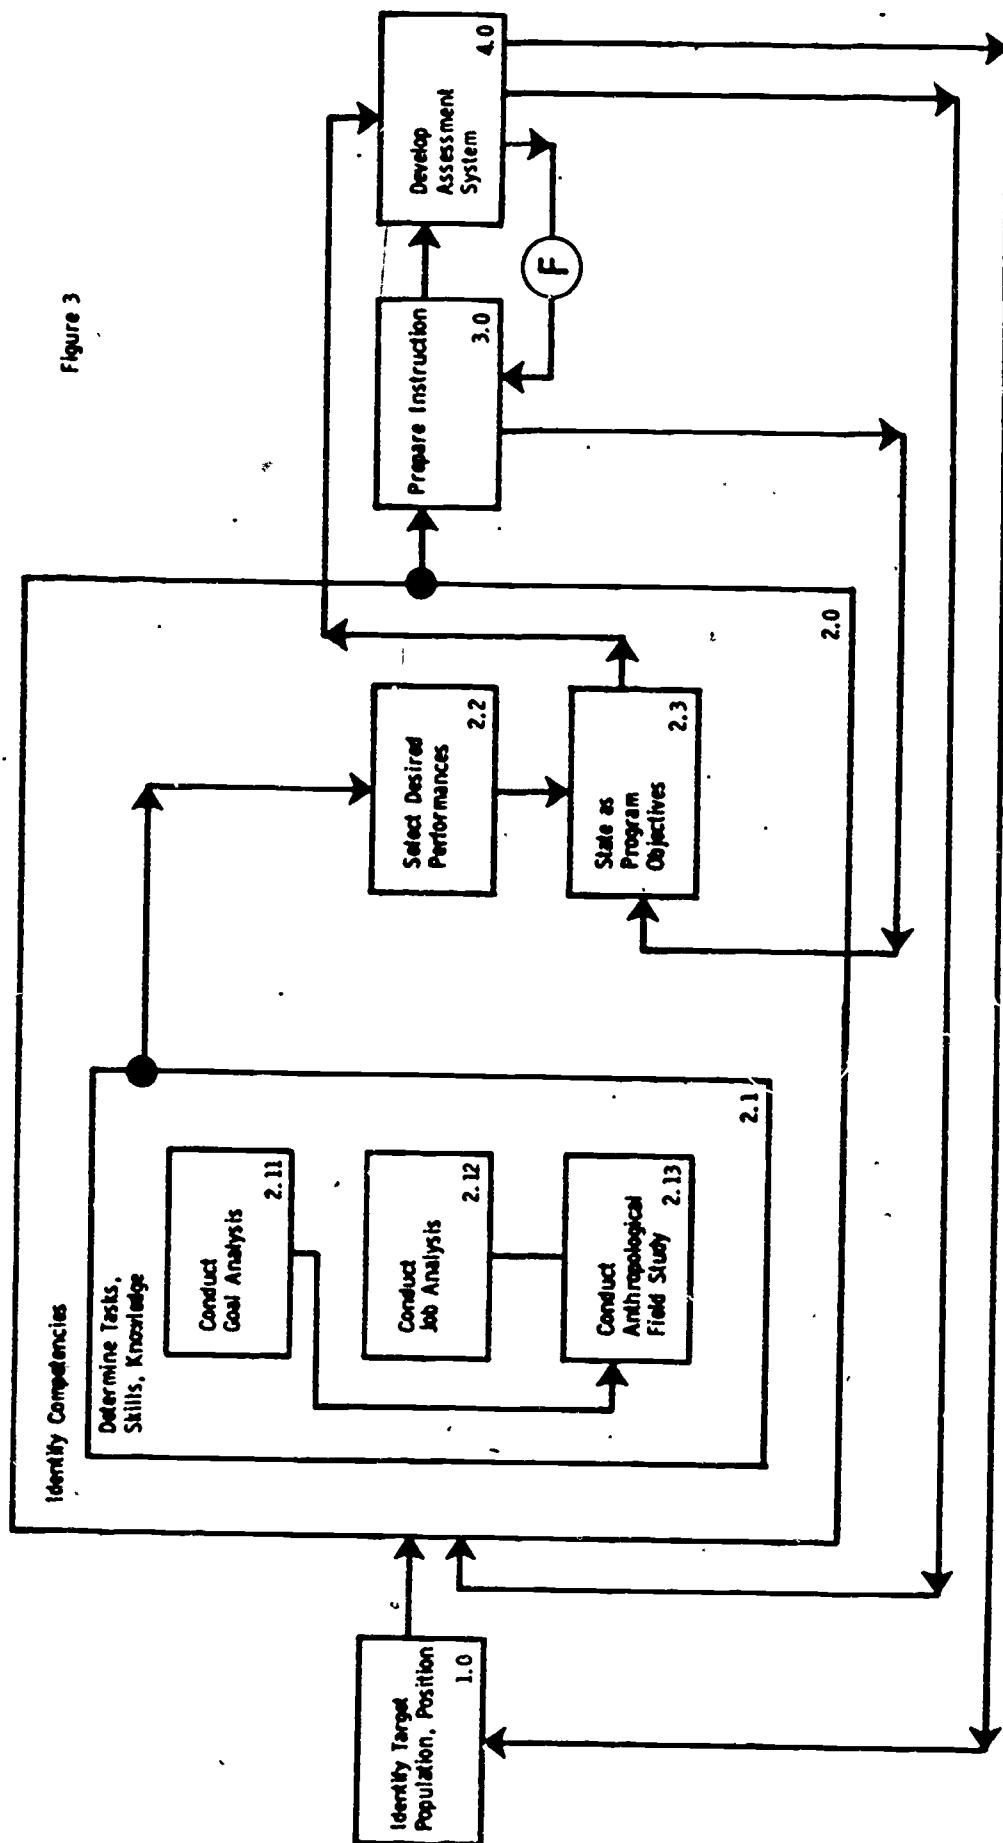 Figure 3
Identify Target
Population, Position
1.0
Identify Competencies
Determine Tasks,
Skills, Knowledge
Conduct
Goal Analysis
2.11
Conduct
Job Analysis
2.12
Conduct
Anthropological
Field Study
2.13
2.1
Select Desired
Performances
2.2
State as
Program
Objectives
2.3
2.0
Prepare Instruction
3.0
Develop
Assessment
System
4.0
F